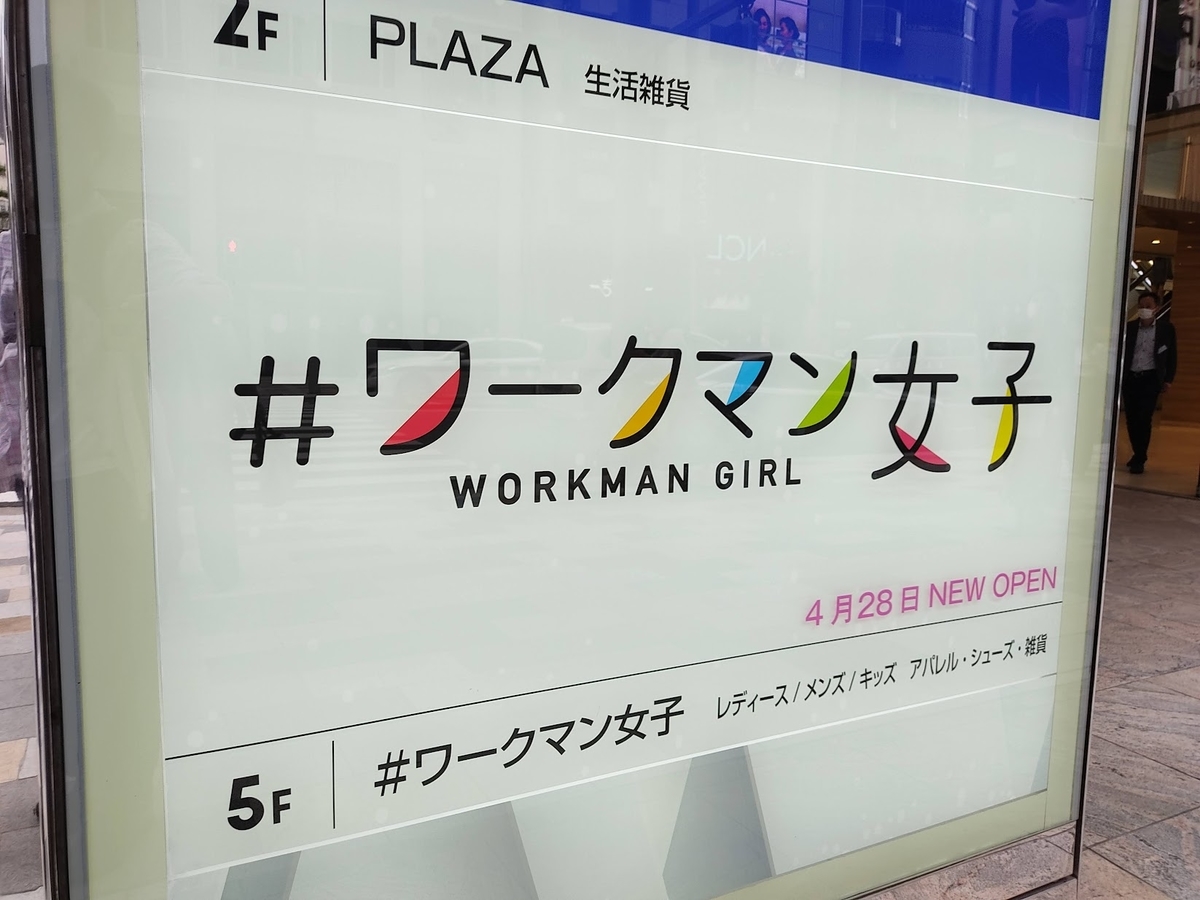 2F PLAZA 生活雑貨
#ワークマン女子
WORKMAN GIRL
4月28日 NEW OPEN
5F #ワークマン女子 レディース/メンズ/キッズ アパレル・シューズ・雑貨